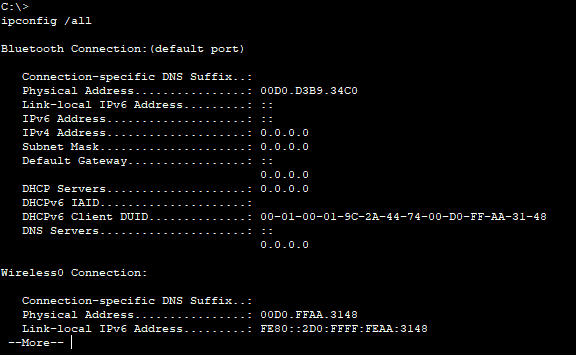 C:\>
ipconfig /all
Bluetooth Connection:(default port)
Connection-specific DNS Suffix..:
Physical Address................: 00D0.D3B9.34C0
Link-local IPv6 Address.........: ::
IPv6 Address....................: ::
IPv4 Address....................: 0.0.0.0
Subnet Mask.....................: 0.0.0.0
Default Gateway.................: ::
0.0.0.0
DHCP Servers....................: 0.0.0.0
DHCPv6 IAID.....................:
DHCPv6 Client DUID..............: 00-01-00-01-9C-2A-44-74-00-D0-FF-AA-31-48
DNS Servers.....................: ::
0.0.0.0
Wireless0 Connection:
Connection-specific DNS Suffix..:
Physical Address................: 00D0.FFAA.3148
Link-local IPv6 Address.........: FE80::2D0:FFFF:FEAA:3148
--More--